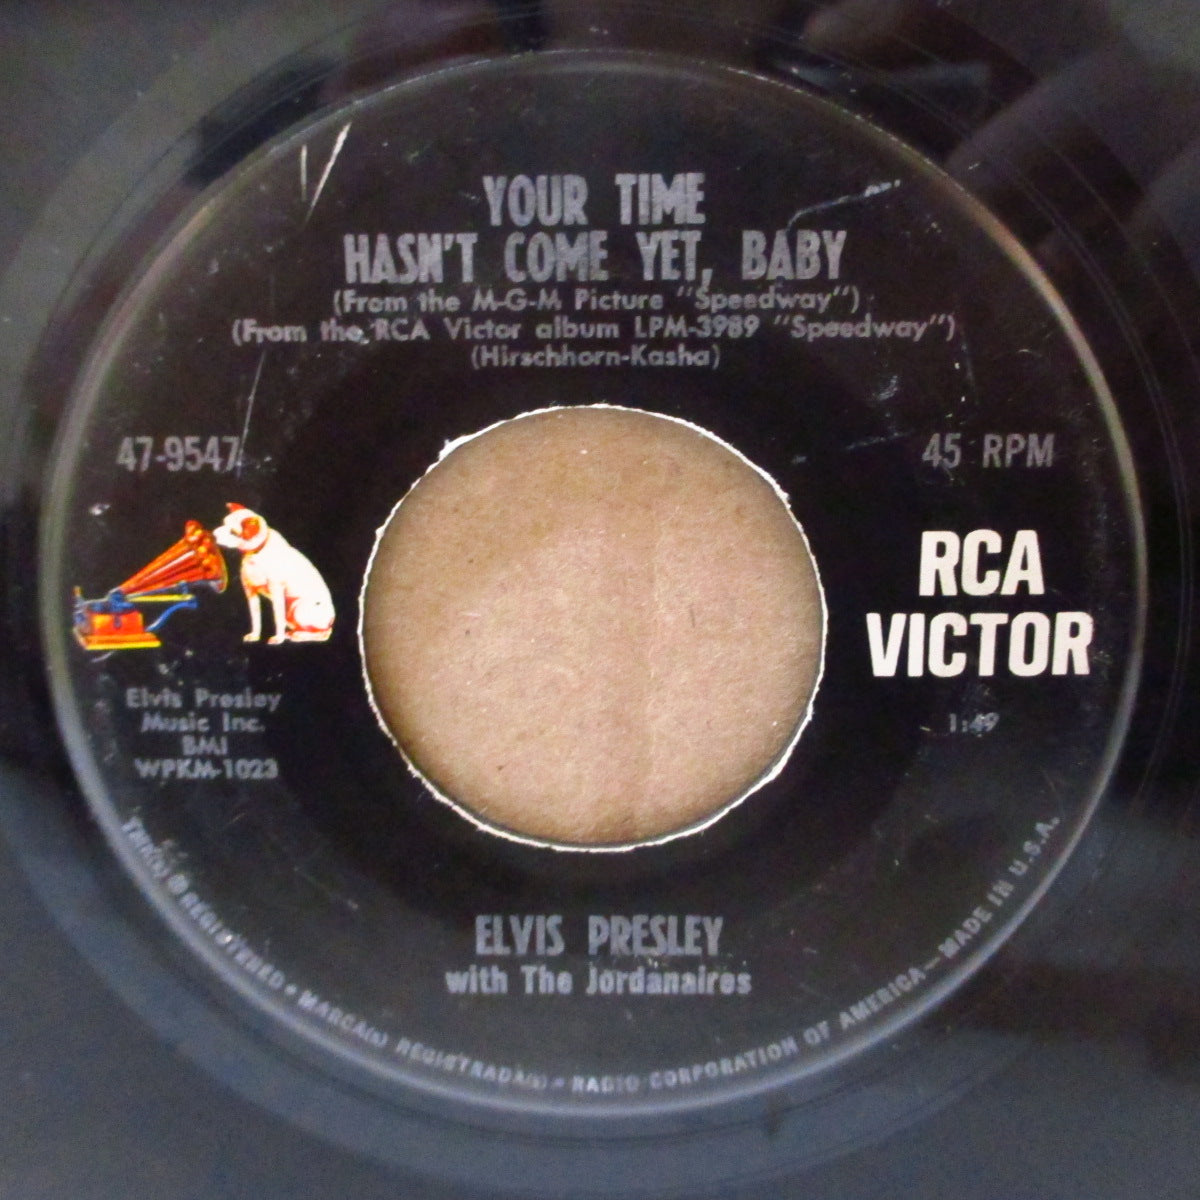 YOUR TIME
HASN'T COME YET, BABY
(From the M-G-M Picture "Speedway")
(From the RCA Victor album LPM-3989 "Speedway")
(Hirschhorn-Kasha)
47-9547
45 RPM
RCA
VICTOR
Elvis Presley
Music Inc.
BMI
WPKM-1023
1:49
ELVIS PRESLEY
with The Jordanaires
TMK(s) ® REGISTERED • MARCA(s) REGISTRADA(s) • RADIO CORPORATION OF AMERICA — MADE IN U.S.A.